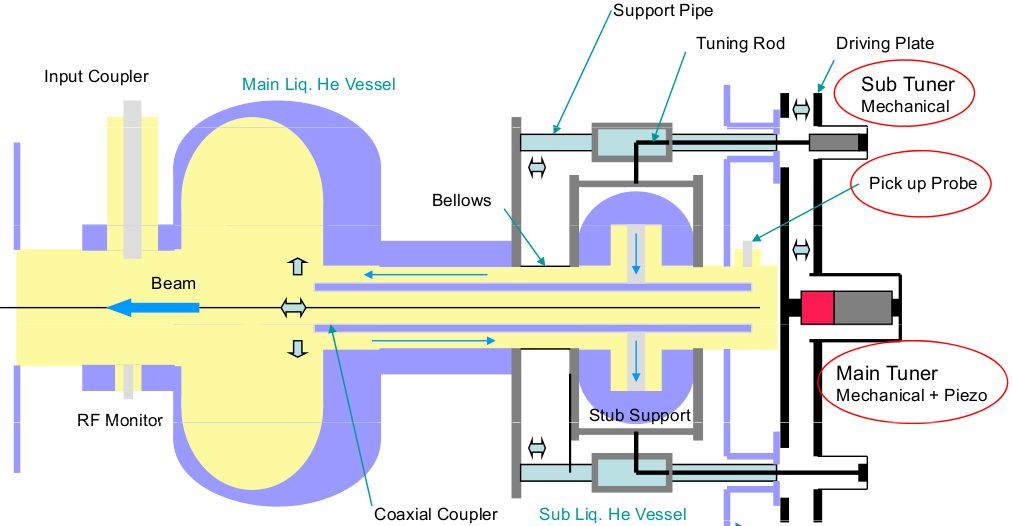 Support Pipe
Tuning Rod
Driving Plate
Input Coupler
Main Liq. He Vessel
Sub Tuner
Mechanical
Pick up Probe
Bellows
Beam
Main Tuner
Mechanical + Piezo
RF Monitor
Stub Support
Coaxial Coupler
Sub Liq. He Vessel